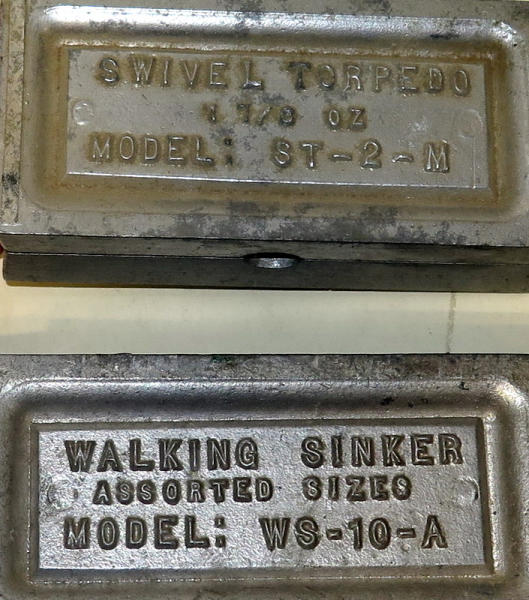 SWIVEL TORPEDO
1 7/8 OZ
MODEL: ST-2-M
WALKING SINKER
ASSORTED SIZES
MODEL: WS-10-A